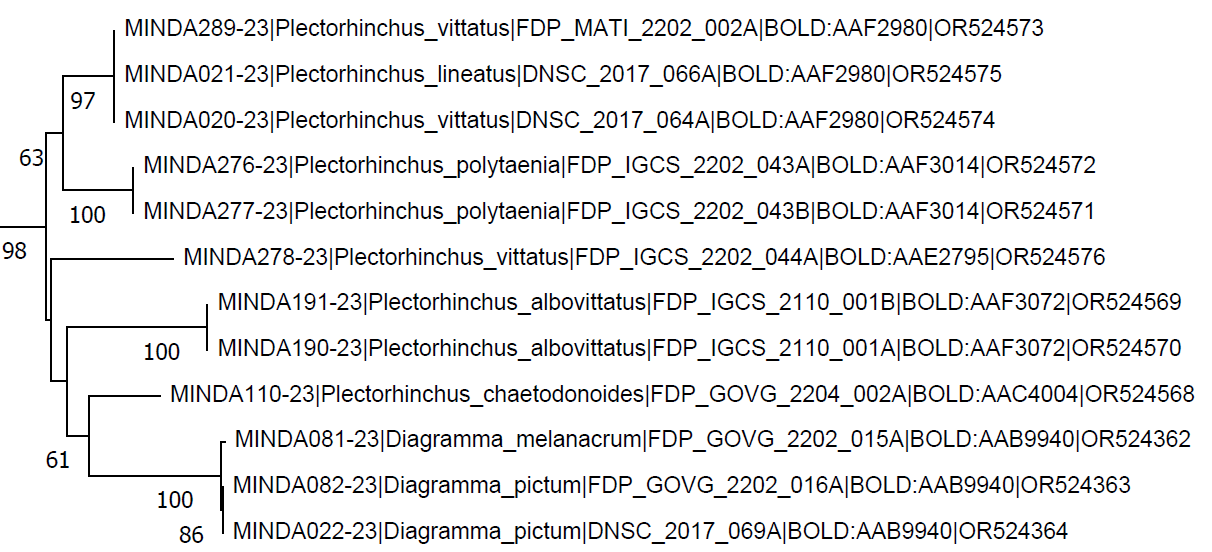 MINDA289-23|Plectorhinchus_vittatus|FDP_MATI_2202_002A|BOLD:AAF2980|OR524573
MINDA021-23|Plectorhinchus_lineatus|DNSC_2017_066A|BOLD:AAF2980|OR524575
97
MINDA020-23|Plectorhinchus_vittatus|DNSC_2017_064A|BOLD:AAF2980|OR524574
63
MINDA276-23|Plectorhinchus_polytaenia|FDP_IGCS_2202_043A|BOLD:AAF3014|OR524572
100
MINDA277-23|Plectorhinchus_polytaenia|FDP_IGCS_2202_043B|BOLD:AAF3014|OR524571
98
MINDA278-23|Plectorhinchus_vittatus|FDP_IGCS_2202_044A|BOLD:AAE2795|OR524576
MINDA191-23|Plectorhinchus_albovittatus|FDP_IGCS_2110_001B|BOLD:AAF3072|OR524569
100
MINDA190-23|Plectorhinchus_albovittatus|FDP_IGCS_2110_001A|BOLD:AAF3072|OR524570
MINDA110-23|Plectorhinchus_chaetodonoides|FDP_GOVG_2204_002A|BOLD:AAC4004|OR524568
MINDA081-23|Diagramma_melanacrum|FDP_GOVG_2202_015A|BOLD:AAB9940|OR524362
61
MINDA082-23|Diagramma_pictum|FDP_GOVG_2202_016A|BOLD:AAB9940|OR524363
100
MINDA022-23|Diagramma_pictum|DNSC_2017_069A|BOLD:AAB9940|OR524364
86